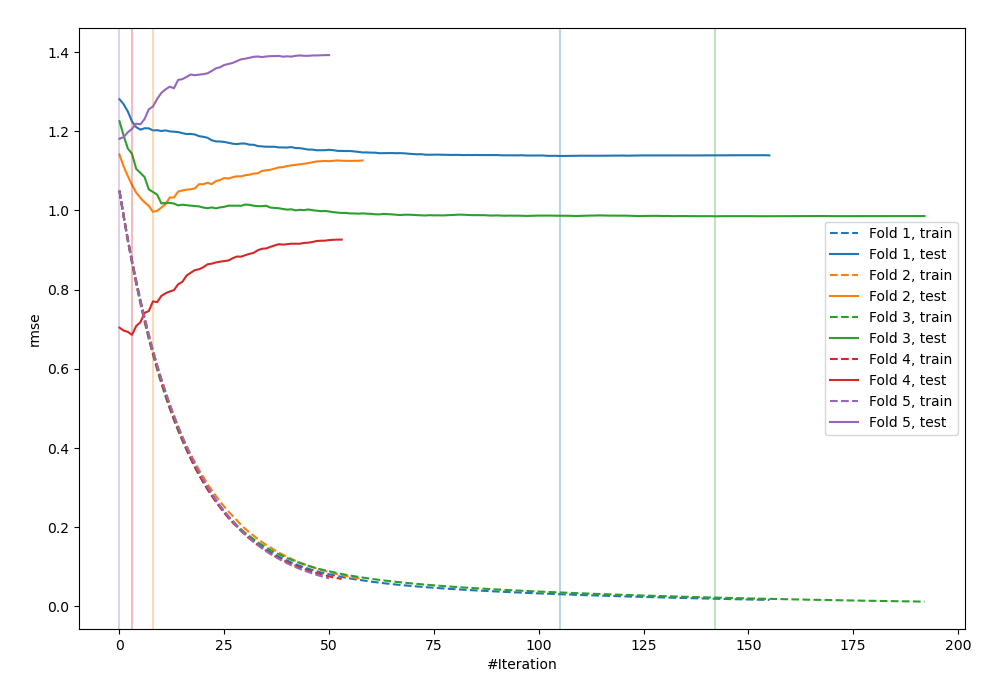 1.4
1.2
1.0
0.8
0.6
0.4
0.2
0.0
rmse
0
25
50
75
100
125
150
175
200
#Iteration
Fold 1, train
Fold 1, test
Fold 2, train
Fold 2, test
Fold 3, train
Fold 3, test
Fold 4, train
Fold 4, test
Fold 5, train
Fold 5, test